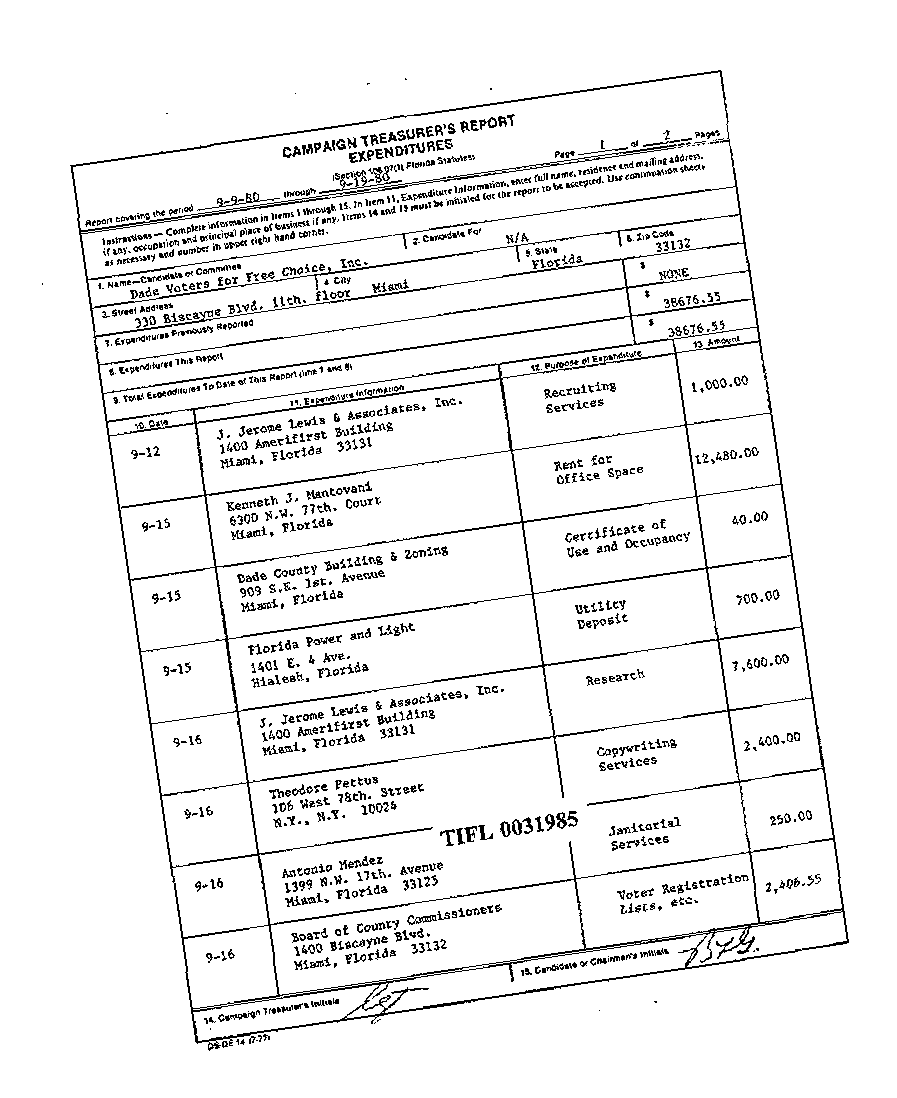 CAMPAIGN TREASURER'S REPORT
EXPENDITURES
(Section 106.07(1) Florida Statutes)
Page 1 of 2 Pages
Report covering the period 9-9-80 through 9-19-80
Instructions — Complete information in Items 1 through 15. In Item 11, Expenditure Information, enter full name, residence and mailing address,
if any, occupation and principal place of business if any. Items 14 and 15 must be initialed for the report to be accepted. Use continuation sheets
as necessary and number in upper right hand corner.
1. Name—Candidate or Committee
2. Candidate For
Dade Voters for Free Choice, Inc.
N/A
3. Street Address
4. City
5. State
6. Zip Code
330 Biscayne Blvd. 11th. floor
Miami
Florida
33132
7. Expenditures Previously Reported
$ NONE
8. Expenditures This Report
$ 38676.55
9. Total Expenditures To Date of This Report (line 7 and 8)
$ 38676.55
10. Date
11. Expenditure Information
12. Purpose of Expenditure
13. Amount
9-12
J. Jerome Lewis & Associates, Inc.
1400 Amerifirst Building
Miami, Florida 33131
Recruiting
Services
1,000.00
9-15
Kenneth J. Mantovani
6300 N.W. 77th. Court
Miami, Florida
Rent for
Office Space
12,480.00
9-15
Dade County Building & Zoning
909 S.E. 1st. Avenue
Miami, Florida
Certificate of
Use and Occupancy
40.00
9-15
Florida Power and Light
1401 E. 4 Ave.
Hialeah, Florida
Utility
Deposit
700.00
9-16
J. Jerome Lewis & Associates, Inc.
1400 Amerifirst Building
Miami, Florida 33131
Research
7,600.00
9-16
Theodore Pettus
106 West 78th. Street
N.Y., N.Y. 10024
Copywriting
Services
2,400.00
TIFL 0031985
9-16
Antonio Mendez
1399 N.W. 17th. Avenue
Miami, Florida 33125
Janitorial
Services
250.00
9-16
Board of County Commissioners
1400 Biscayne Blvd.
Miami, Florida 33132
Voter Registration
Lists, etc.
2,406.55
14. Campaign Treasurer's Initials
15. Candidate or Chairman's Initials
DS-DE 14 (7-77)